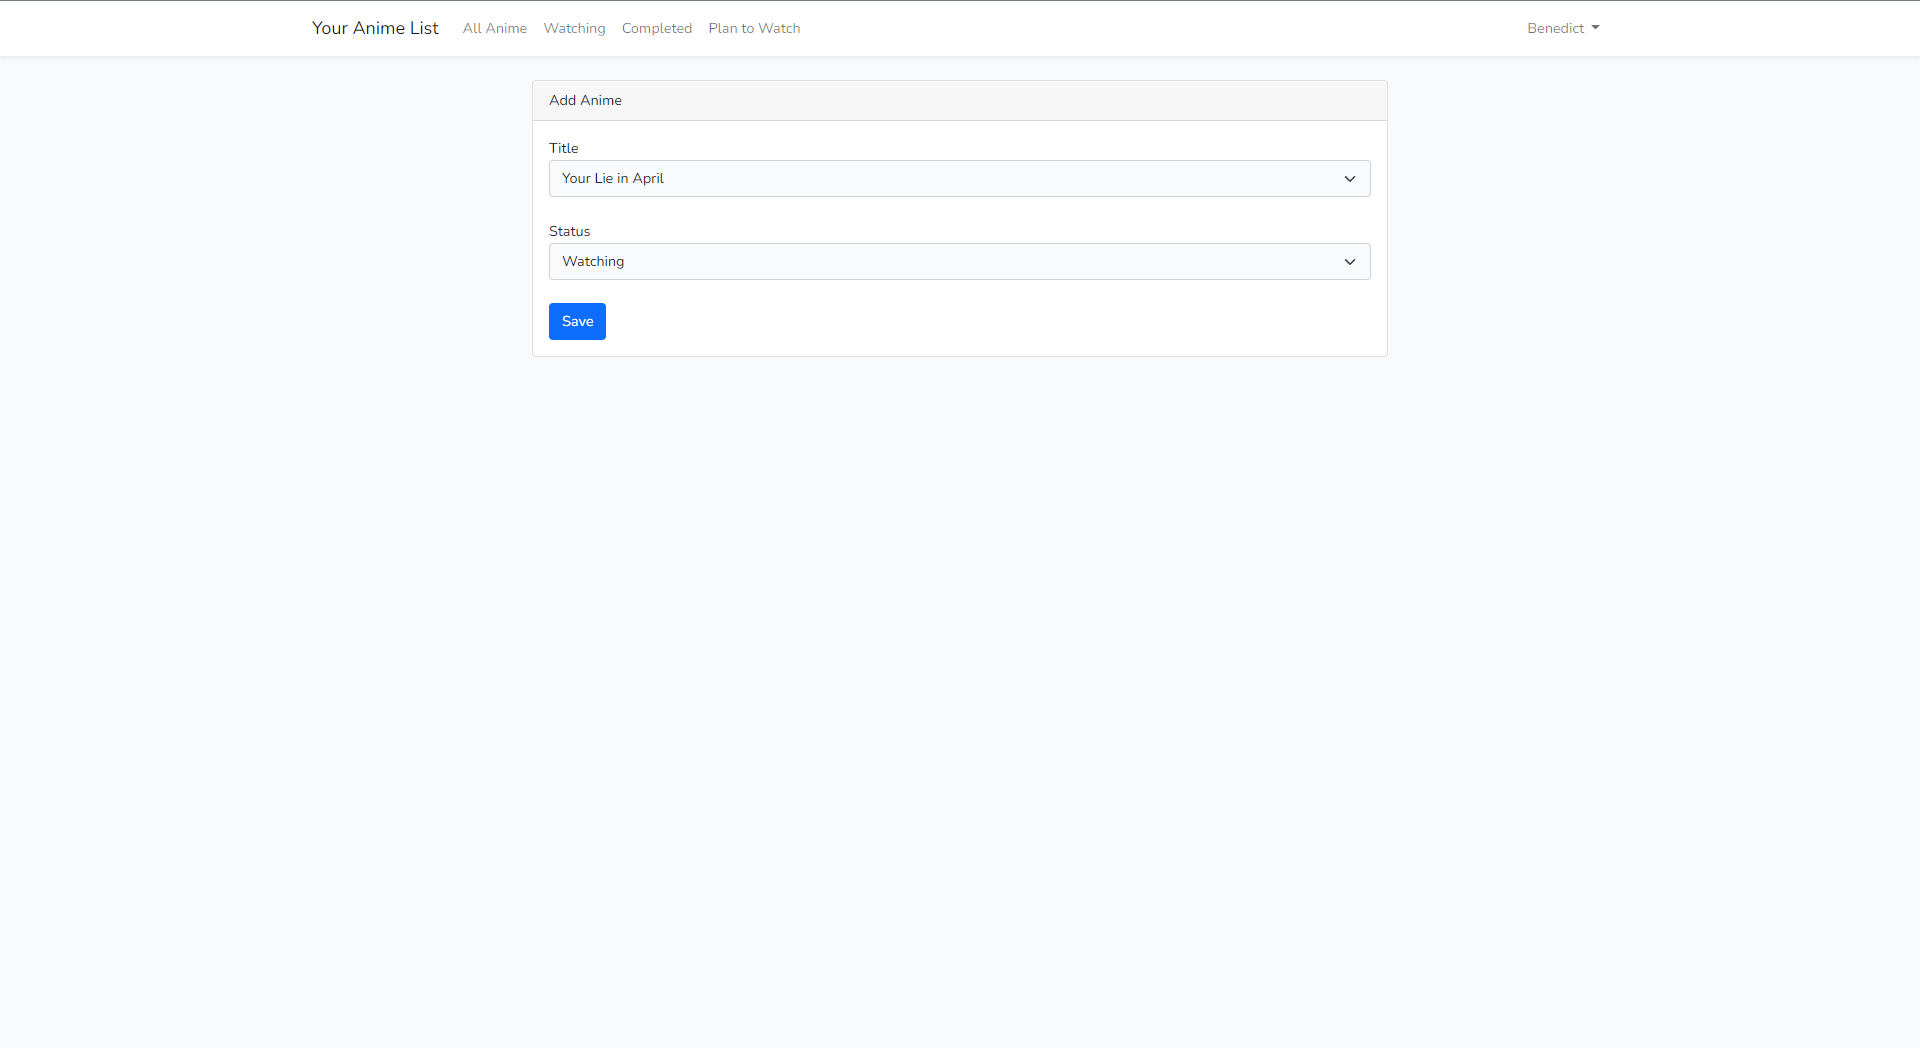 Your Anime List All Anime Watching Completed Plan to Watch Benedict
Add Anime
Title
Your Lie in April
Status
Watching
Save